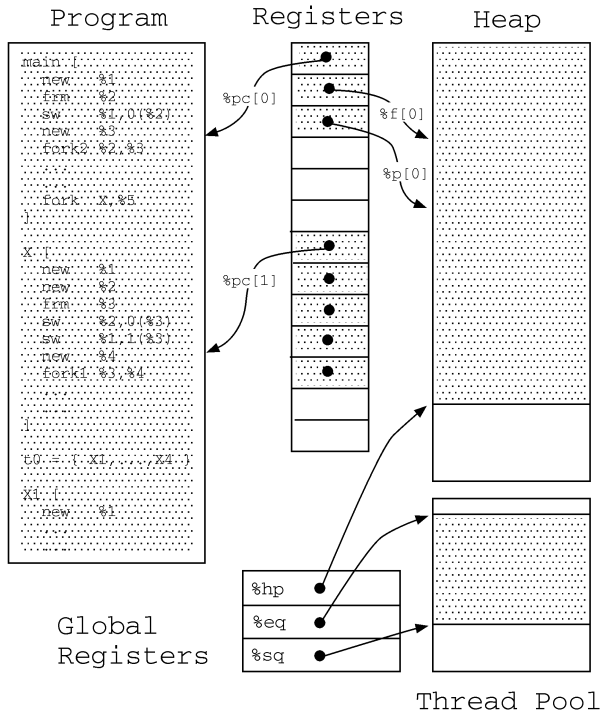 Program
Registers
Heap
main [
new %1
frm %2
sw %1,0(%2)
new %3
fork2 %2,%3
...
...
fork X,%5
]
X [
new %1
new %2
frm %3
sw %2,0(%3)
sw %1,1(%3)
new %4
fork1 %3,%4
...
...
]
t0 = { X1,...,X4 }
X1 [
new %1
...
...
%pc[0]
%f[0]
%p[0]
%pc[1]
%hp
%eq
%sq
Global
Registers
Thread Pool